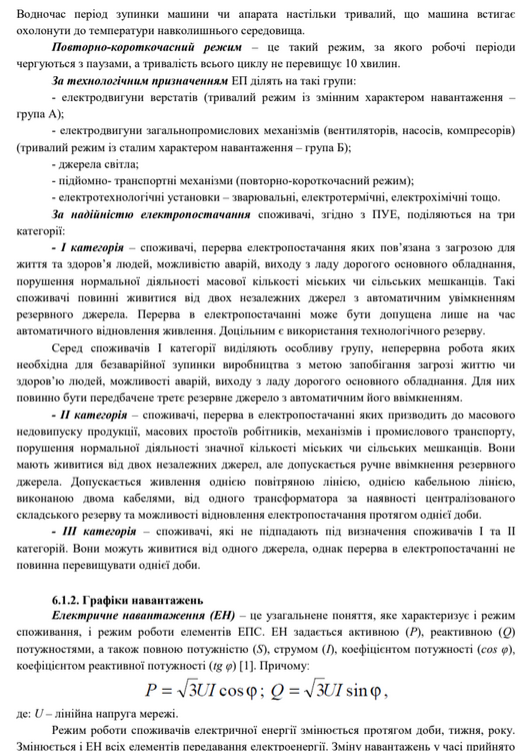 Водночас період зупинки машини чи апарата настільки тривалий, що машина встигає
охолонути до температури навколишнього середовища.
Повторно-короткочасний режим – це такий режим, за якого робочі періоди
чергуються з паузами, а тривалість всього циклу не перевищує 10 хвилин.
За технологічним призначенням ЕП ділять на такі групи:
- електродвигуни верстатів (тривалий режим із змінним характером навантаження –
група А);
- електродвигуни загальнопромислових механізмів (вентиляторів, насосів, компресорів)
(тривалий режим із сталим характером навантаження – група Б);
- джерела світла;
- підйомно- транспортні механізми (повторно-короткочасний режим);
- електротехнологічні установки – зварювальні, електротермічні, електрохімічні тощо.
За надійністю електропостачання споживачі, згідно з ПУЕ, поділяються на три
категорії:
- І категорія – споживачі, перерва електропостачання яких пов’язана з загрозою для
життя та здоров’я людей, можливістю аварій, виходу з ладу дорогого основного обладнання,
порушення нормальної діяльності масової кількості міських чи сільських мешканців. Такі
споживачі повинні живитися від двох незалежних джерел з автоматичним увімкненням
резервного джерела. Перерва в електропостачанні може бути допущена лише на час
автоматичного відновлення живлення. Доцільним є використання технологічного резерву.
Серед споживачів І категорії виділяють особливу групу, неперервна робота яких
необхідна для безаварійної зупинки виробництва з метою запобігання загрозі життю чи
здоров’ю людей, можливості аварій, виходу з ладу дорогого основного обладнання. Для них
повинно бути передбачене третє резервне джерело з автоматичним його ввімкненням.
- ІІ категорія – споживачі, перерва в електропостачанні яких призводить до масового
недовипуску продукції, масових простоїв робітників, механізмів і промислового транспорту,
порушення нормальної діяльності значної кількості міських чи сільських мешканців. Вони
мають живитися від двох незалежних джерел, але допускається ручне ввімкнення резервного
джерела. Допускається живлення однією повітряною лінією, однією кабельною лінією,
виконаною двома кабелями, від одного трансформатора за наявності централізованого
складського резерву та можливості відновлення електропостачання протягом однієї доби.
- ІІІ категорія – споживачі, які не підпадають під визначення споживачів І та ІІ
категорій. Вони можуть живитися від одного джерела, однак перерва в електропостачанні не
повинна перевищувати однієї доби.
6.1.2. Графіки навантажень
Електричне навантаження (ЕН) – це узагальнене поняття, яке характеризує і режим
споживання, і режим роботи елементів ЕПС. ЕН задається активною (P), реактивною (Q)
потужностями, а також повною потужністю (S), струмом (I), коефіцієнтом потужності (cos φ),
коефіцієнтом реактивної потужності (tg φ) [1]. Причому:
P = √3UI cos φ ; Q = √3UI sin φ ,
де: U – лінійна напруга мережі.
Режим роботи споживачів електричної енергії змінюється протягом доби, тижня, року.
Змінюється і ЕН всіх елементів передавання електроенергії. Зміну навантажень у часі прийнято